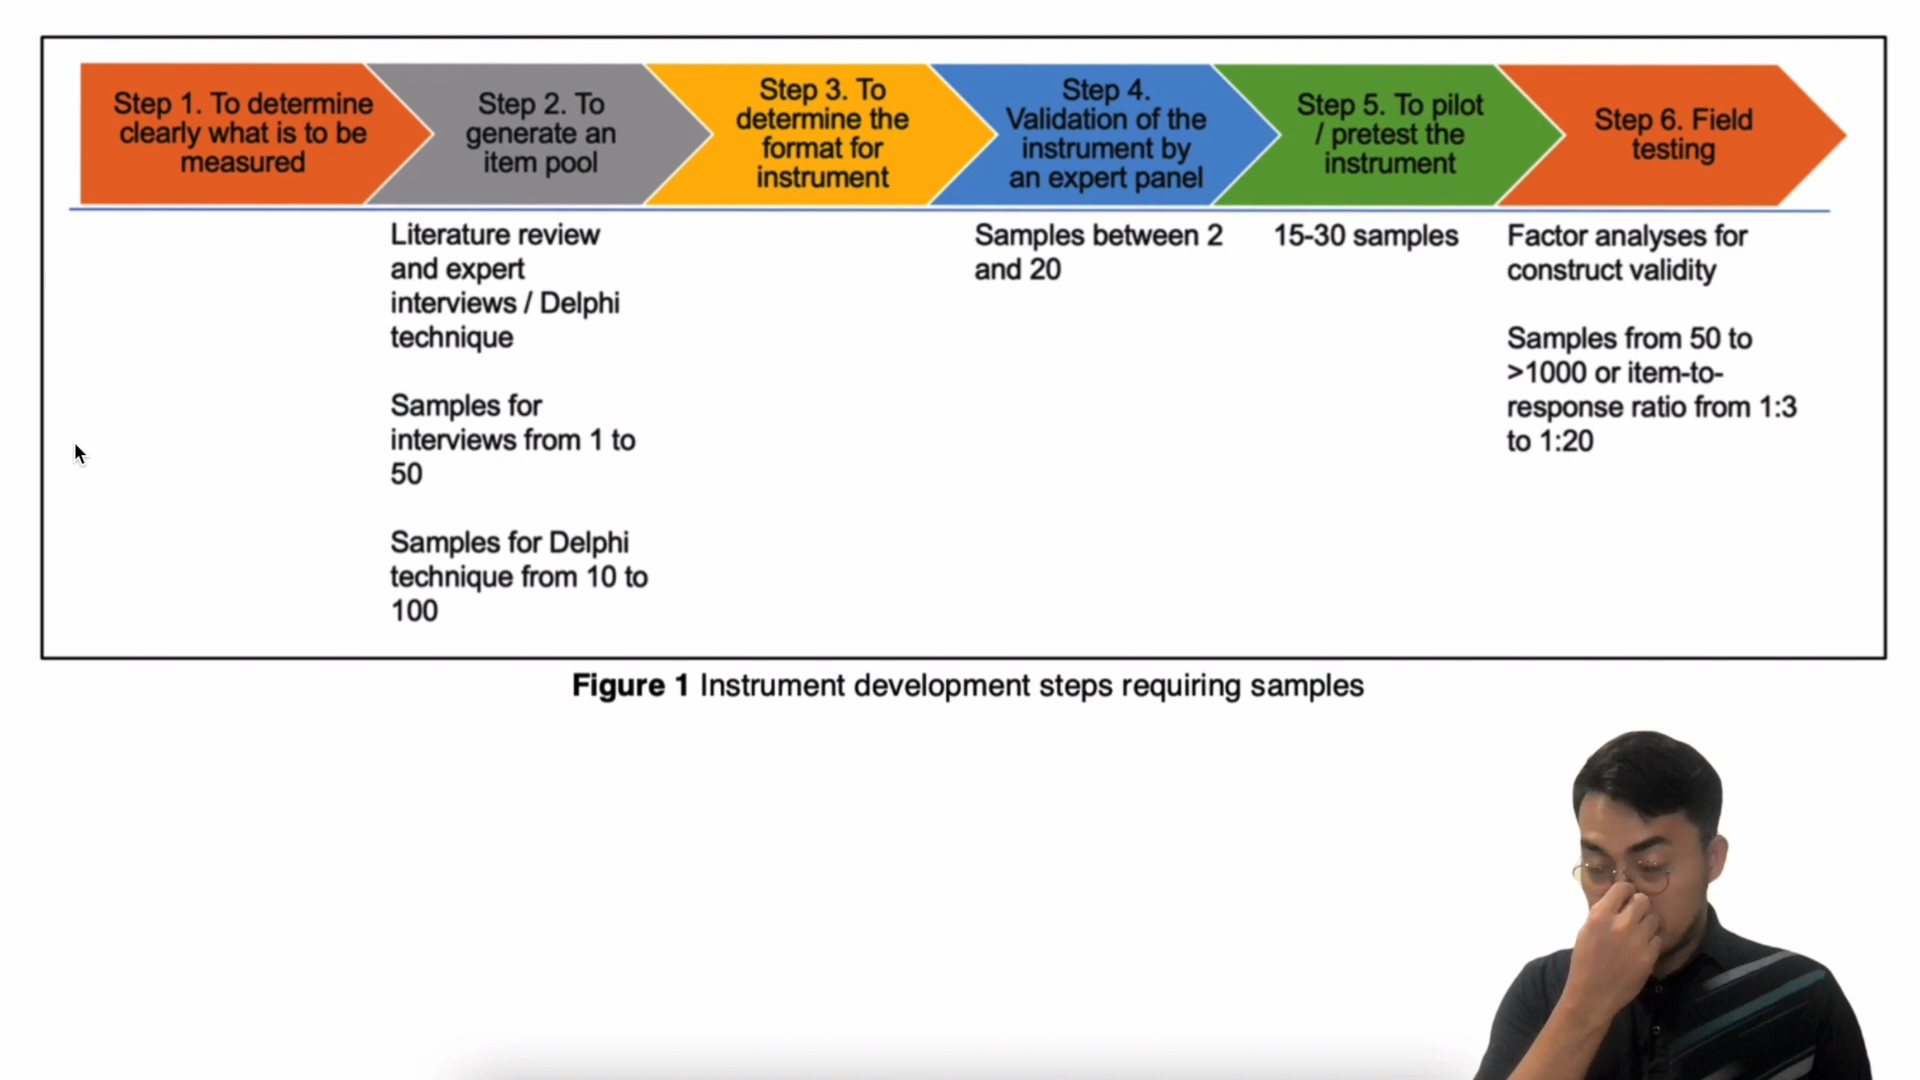 Step 1. To determine
clearly what is to be
measured
Step 2. To
generate an
item pool
Step 3. To
determine the
format for
instrument
Step 4.
Validation of the
instrument by
an expert panel
Step 5. To pilot
/ pretest the
instrument
Step 6. Field
testing
Literature review
and expert
interviews / Delphi
technique
Samples for
interviews from 1 to
50
Samples for Delphi
technique from 10 to
100
Samples between 2
and 20
15-30 samples
Factor analyses for
construct validity
Samples from 50 to
>1000 or item-to-
response ratio from 1:3
to 1:20
Figure 1 Instrument development steps requiring samples